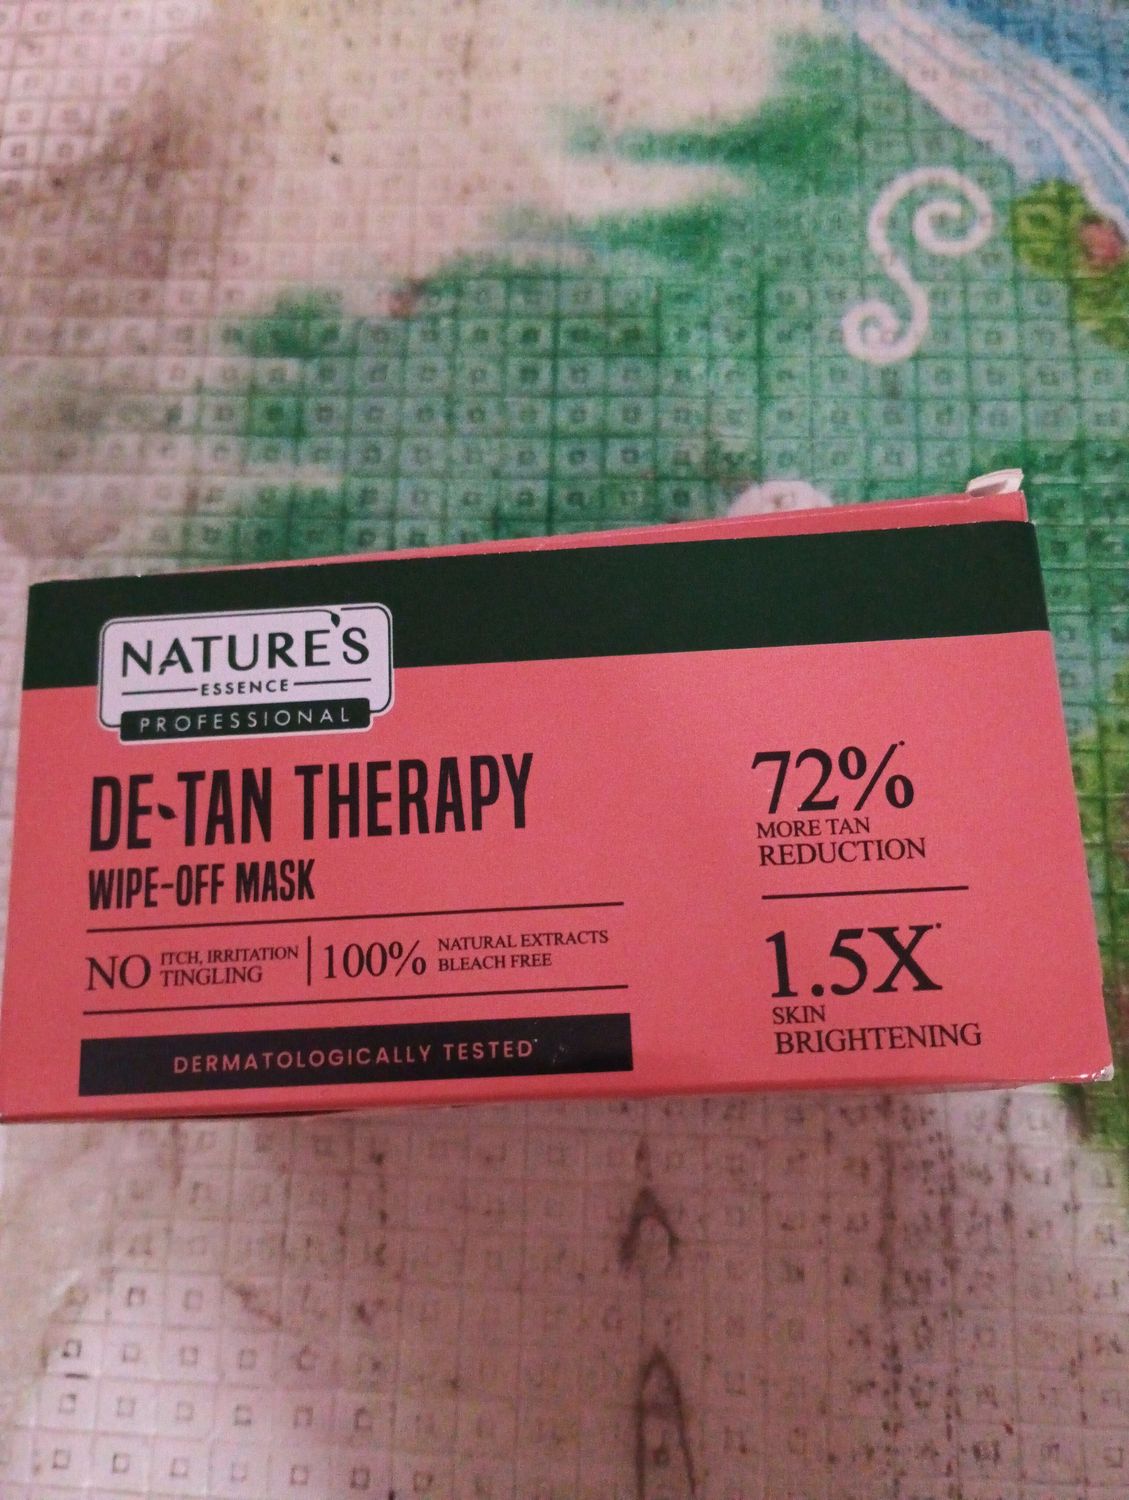 NATURE'S
ESSENCE
PROFESSIONAL
DE-TAN THERAPY
WIPE-OFF MASK
NO ITCH, IRRITATION
TINGLING
100% NATURAL EXTRACTS
BLEACH FREE
DERMATOLOGICALLY TESTED*
72%*
MORE TAN
REDUCTION
1.5X*
SKIN
BRIGHTENING